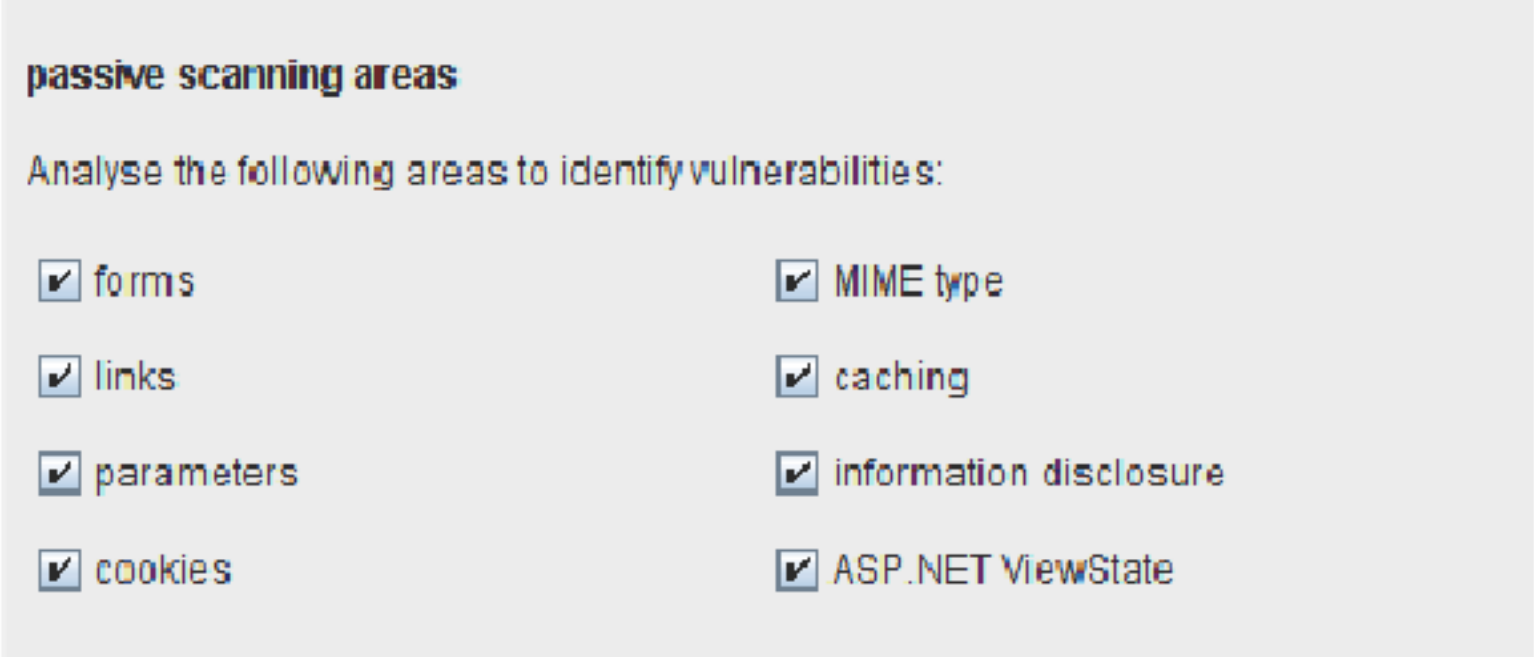 passive scanning areas
Analyse the following areas to identify vulnerabilities:
forms
MIME type
links
caching
parameters
information disclosure
cookies
ASP.NET ViewState